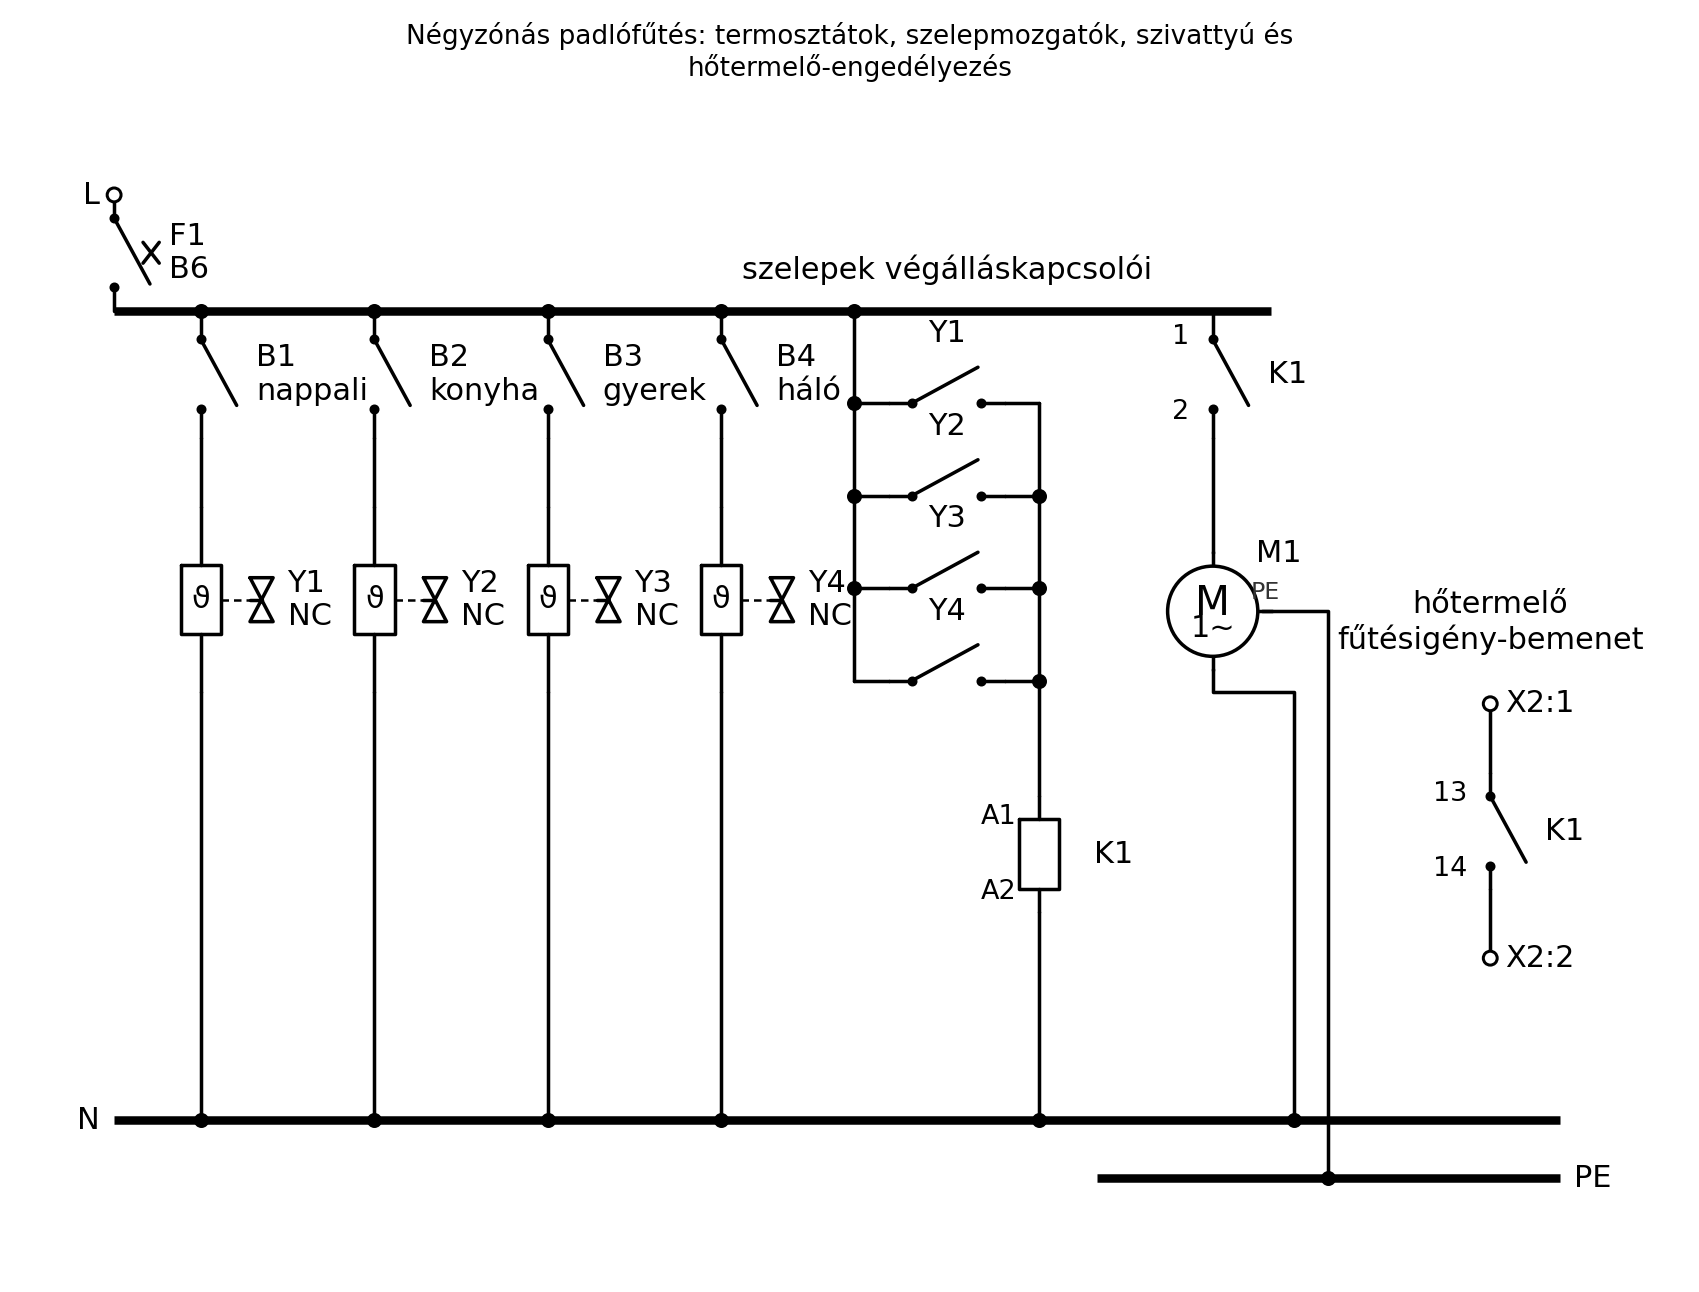 Négyzónás padlófűtés: termosztátok, szelepmozgatók, szivattyú és
hőtermelő-engedélyezés
L
F1
B6
szelepek végálláskapcsolói
B1
nappali
B2
konyha
B3
gyerek
B4
háló
Y1
Y2
Y3
Y4
1
2
K1
ϑ
Y1
NC
ϑ
Y2
NC
ϑ
Y3
NC
ϑ
Y4
NC
M1
PE
M
1~
hőtermelő
fűtésigény-bemenet
X2:1
13
14
K1
X2:2
A1
A2
K1
N
PE